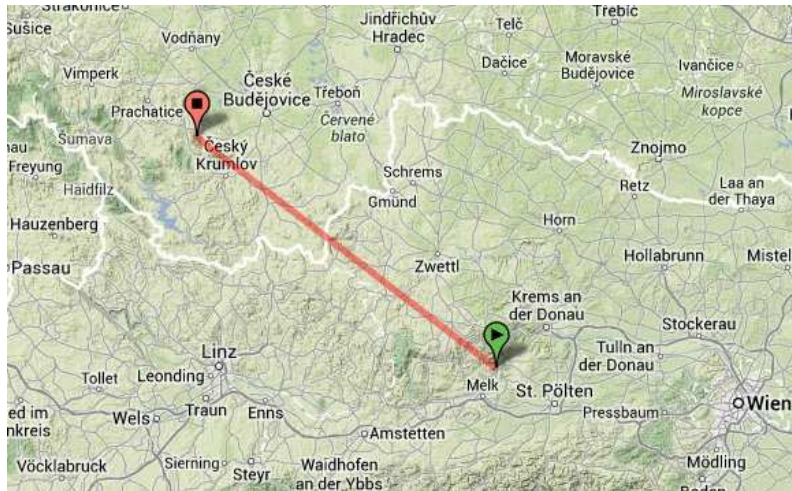 Strakonice
Sušice
Vodňany
Jindřichův
Hradec
Telč
Třebíč
Dačice
Moravské
Budějovice
Ivančice
Vimperk
České
Budějovice
Třeboň
Miroslavské
kopce
Prachatice
Červené
blato
Šumava
Český
Krumlov
Znojmo
Freyung
Haidfilz
Schrems
Gmünd
Retz
Laa an
der Thaya
Hauzenberg
Horn
Passau
Zwettl
Hollabrunn
Mistel
Krems an
der Donau
Stockerau
Linz
Tulln an
der Donau
Tollet
Leonding
Melk
St. Pölten
Traun
Enns
Wels
Pressbaum
Wien
ed im
nkreis
Amstetten
Vöcklabruck
Sierning
Steyr
Waidhofen
an der Ybbs
Mödling